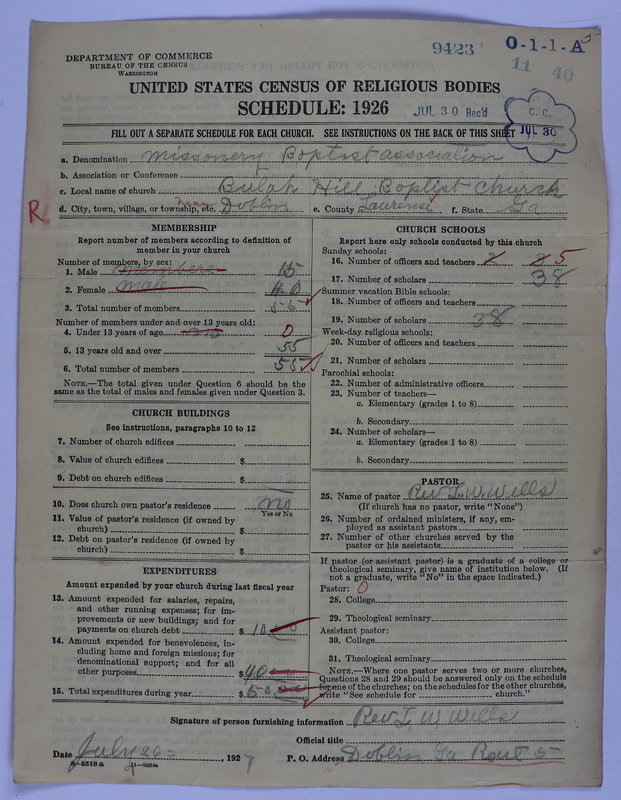 9423 O-1-1-A 5
11 40
DEPARTMENT OF COMMERCE
BUREAU OF THE CENSUS
WASHINGTON
UNITED STATES CENSUS OF RELIGIOUS BODIES
SCHEDULE: 1926
JUL 30 Rec'd
C. C.
JUL 30
FILL OUT A SEPARATE SCHEDULE FOR EACH CHURCH. SEE INSTRUCTIONS ON THE BACK OF THIS SHEET
a. Denomination Missonery Baptist association
b. Association or Conference
c. Local name of church Bulah Hill Baptist Church
R d. City, town, village, or township, etc. near Doblin e. County Laurens f. State Ga
MEMBERSHIP
Report number of members according to definition of
member in your church
Number of members, by sex:
1. Male members 15
2. Female male 40
3. Total number of members 55
Number of members under and over 13 years old:
4. Under 13 years of age 0
5. 13 years old and over 55
6. Total number of members 55
NOTE.—The total given under Question 6 should be
same as the total of males and females given under Question 3.
CHURCH BUILDINGS
See instructions, paragraphs 10 to 12
7. Number of church edifices
8. Value of church edifices $
9. Debt on church edifices $
10. Does church own pastor's residence no
Yes or No
11. Value of pastor's residence (if owned by
church) $
12. Debt on pastor's residence (if owned by
church) $
EXPENDITURES
Amount expended by your church during last fiscal year
13. Amount expended for salaries, repairs,
and other running expenses; for im-
provements or new buildings; and for
payments on church debt $ 10
14. Amount expended for benevolences, in-
cluding home and foreign missions; for
denominational support; and for all
other purposes $ 40
15. Total expenditures during year $ 50
CHURCH SCHOOLS
Report here only schools conducted by this church
Sunday schools:
16. Number of officers and teachers 2 2 5
17. Number of scholars 38
Summer vacation Bible schools:
18. Number of officers and teachers
19. Number of scholars 38
Week-day religious schools:
20. Number of officers and teachers
21. Number of scholars
Parochial schools:
22. Number of administrative officers
23. Number of teachers—
a. Elementary (grades 1 to 8)
b. Secondary
24. Number of scholars—
a. Elementary (grades 1 to 8)
b. Secondary
PASTOR
25. Name of pastor Rev L. W. Wells
(If church has no pastor, write "None")
26. Number of ordained ministers, if any, em-
ployed as assistant pastors
27. Number of other churches served by the
pastor or his assistants
If pastor (or assistant pastor) is a graduate of a college or
theological seminary, give name of institution below. (If
not a graduate, write "No" in the space indicated.)
Pastor: 0
28. College
29. Theological seminary
Assistant pastor:
30. College
31. Theological seminary
NOTE.—Where one pastor serves two or more churches,
Questions 28 and 29 should be answered only on the schedule
for one of the churches; on the schedules for the other churches,
write "See schedule for church."
Signature of person furnishing information Rev L. W. Wells
Official title
Date July 26 , 1927 P. O. Address Doblin Ga Rout 5
8—5518 a 11—9054a